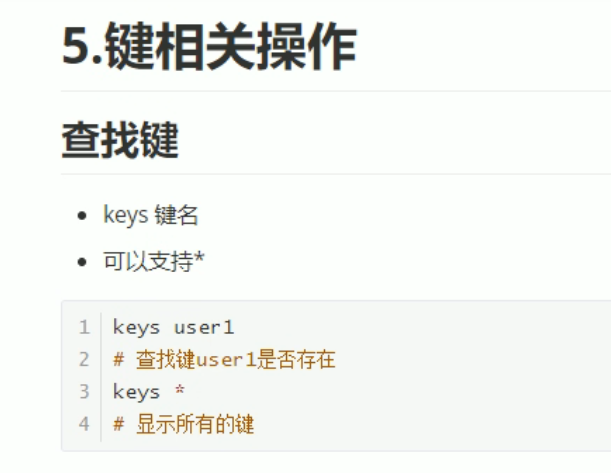 5.键相关操作
查找键
keys 键名
可以支持*
1 keys user1
2 # 查找键user1是否存在
3 keys *
4 # 显示所有的键